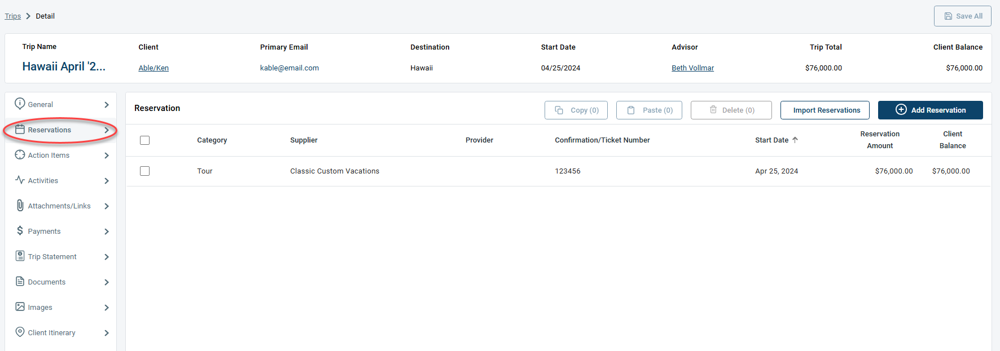 Trips > Detail
Save All
Trip Name Client Primary Email Destination Start Date Advisor Trip Total Client Balance
Hawaii April '2... Able/Ken kable@email.com Hawaii 04/25/2024 Beth Vollmar $76,000.00 $76,000.00
General
Reservations
Action Items
Activities
Attachments/Links
Payments
Trip Statement
Documents
Images
Client Itinerary
Reservation
Copy (0) Paste (0) Delete (0) Import Reservations Add Reservation
Category Supplier Provider Confirmation/Ticket Number Start Date Reservation Amount Client Balance
Tour Classic Custom Vacations 123456 Apr 25, 2024 $76,000.00 $76,000.00